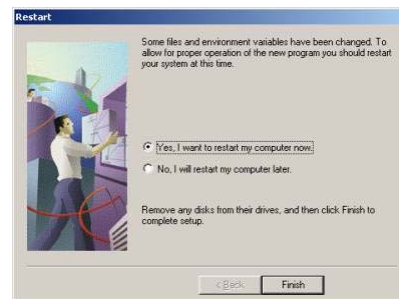 Restart
Some files and environment variables have been changed. To
allow for proper operation of the new program you should restart
your system at this time.
Yes, I want to restart my computer now.
No, I will restart my computer later.
Remove any disks from their drives, and then click Finish to
complete setup.
< Back
Finish